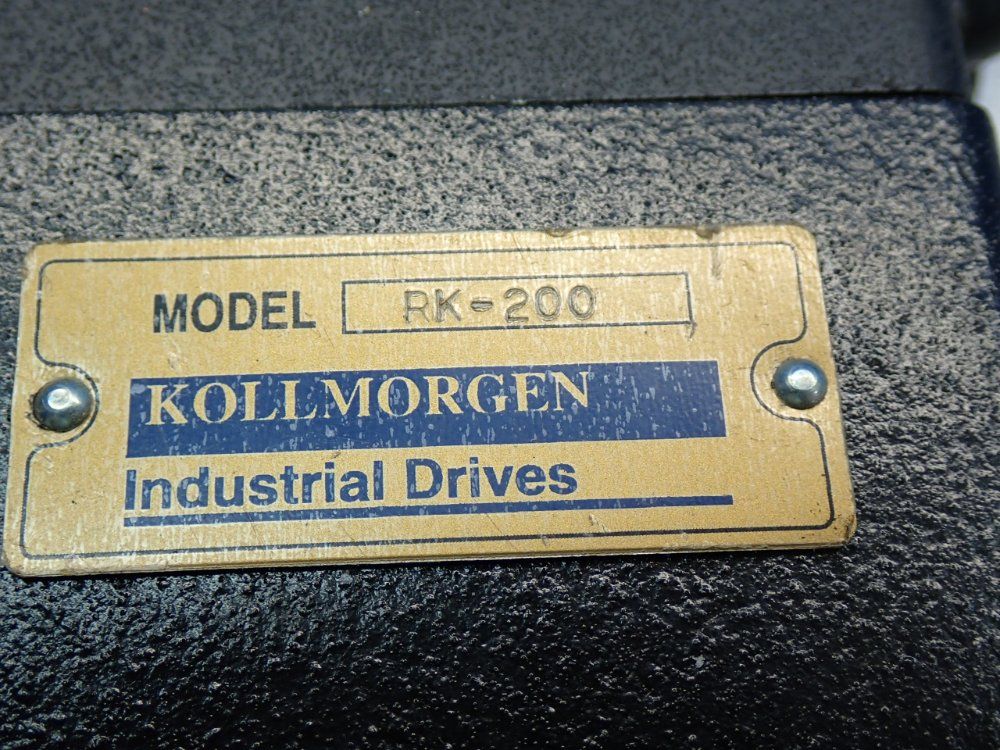 MODEL RK-200
KOLLMORGEN
Industrial Drives